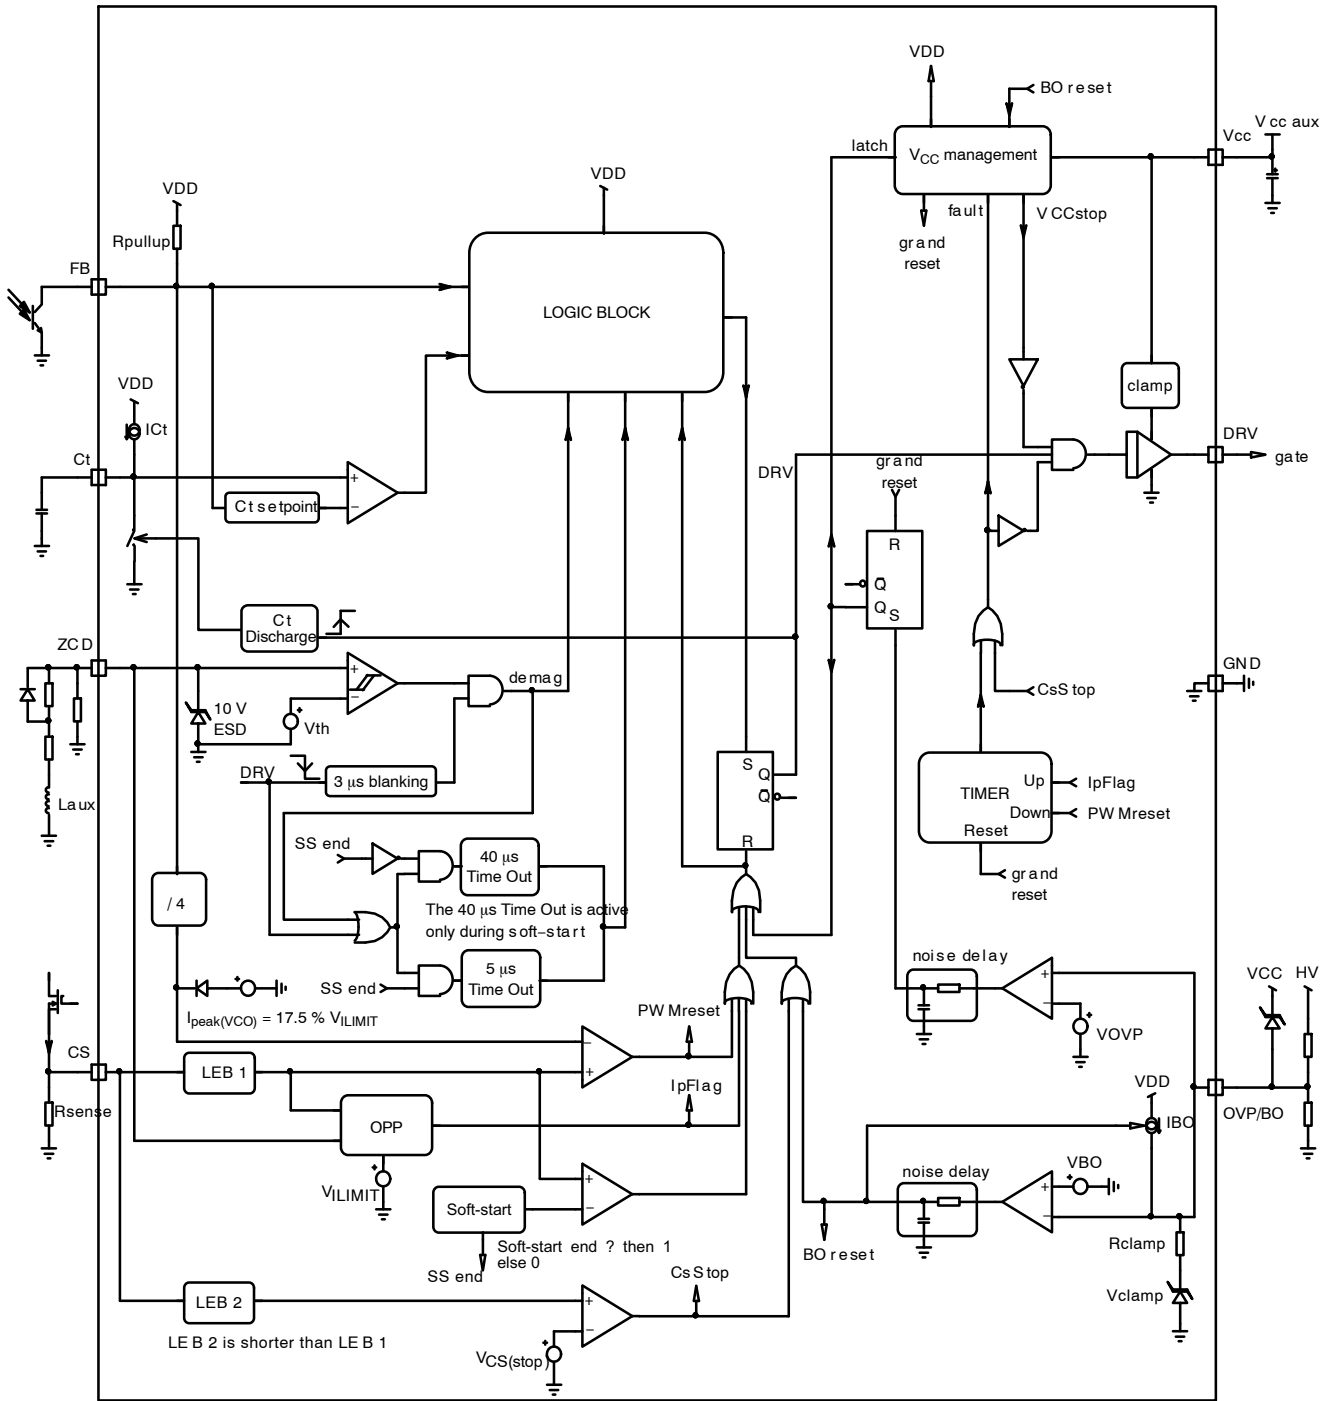 VDD
BO reset
Vcc
Vcc aux
latch
VCC management
VDD
VDD
fault
VCCstop
Rpullup
grand
reset
FB
LOGIC BLOCK
VDD
clamp
ICt
DRV
Ct
grand
reset
DRV
gate
Ct setpoint
+
−
R
Q
Q
S
Ct
Discharge
ZCD
GND
demag
CsStop
10 V
ESD
+
−
+
Vth
DRV
3 µs blanking
S
Q
Q
R
Up
IpFlag
TIMER
Down
PWMreset
Reset
SS end
40 µs
Time Out
grand
reset
/ 4
The 40 µs Time Out is active
only during soft−start
noise delay
5 µs
Time Out
SS end
+
−
+
VCC
HV
+
Ipeak(VCO) = 17.5 % VILIMIT
PWMreset
VOVP
CS
LEB 1
−
+
IpFlag
VDD
Rsense
OPP
IBO
OVP/BO
+
VILIMIT
+
−
noise delay
VBO
+
+
−
Soft−start
Soft−start end ? then 1
else 0
SS end
BO reset
Rclamp
CsStop
LEB 2
+
−
Vclamp
LEB 2 is shorter than LEB 1
+
VCS(stop)